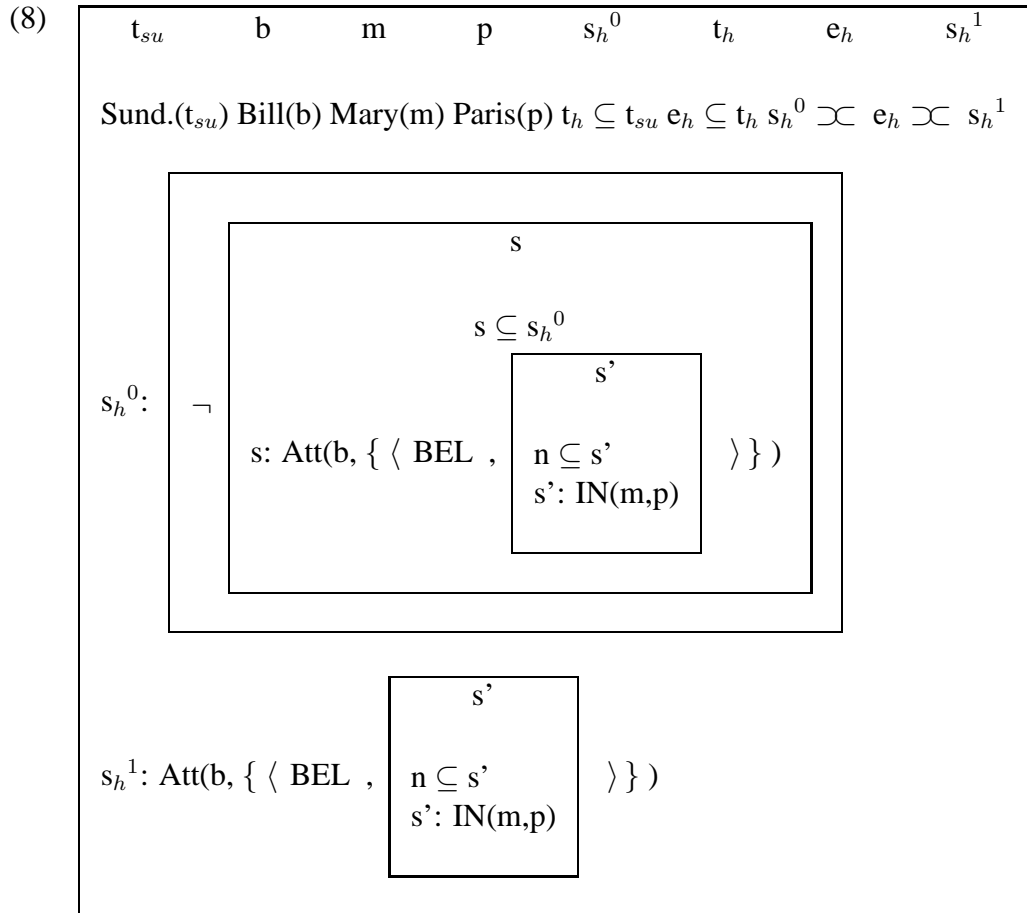 (8)
t_su b m p s_h^0 t_h e_h s_h^1
Sund.(t_su) Bill(b) Mary(m) Paris(p) t_h ⊆ t_su e_h ⊆ t_h s_h^0 ⊃⊂ e_h ⊃⊂ s_h^1
s
s ⊆ s_h^0
s'
s_h^0: ¬ s: Att(b, { ⟨ BEL , n ⊆ s' ⟩ } )
s': IN(m,p)
s'
s_h^1: Att(b, { ⟨ BEL , n ⊆ s' ⟩ } )
s': IN(m,p)